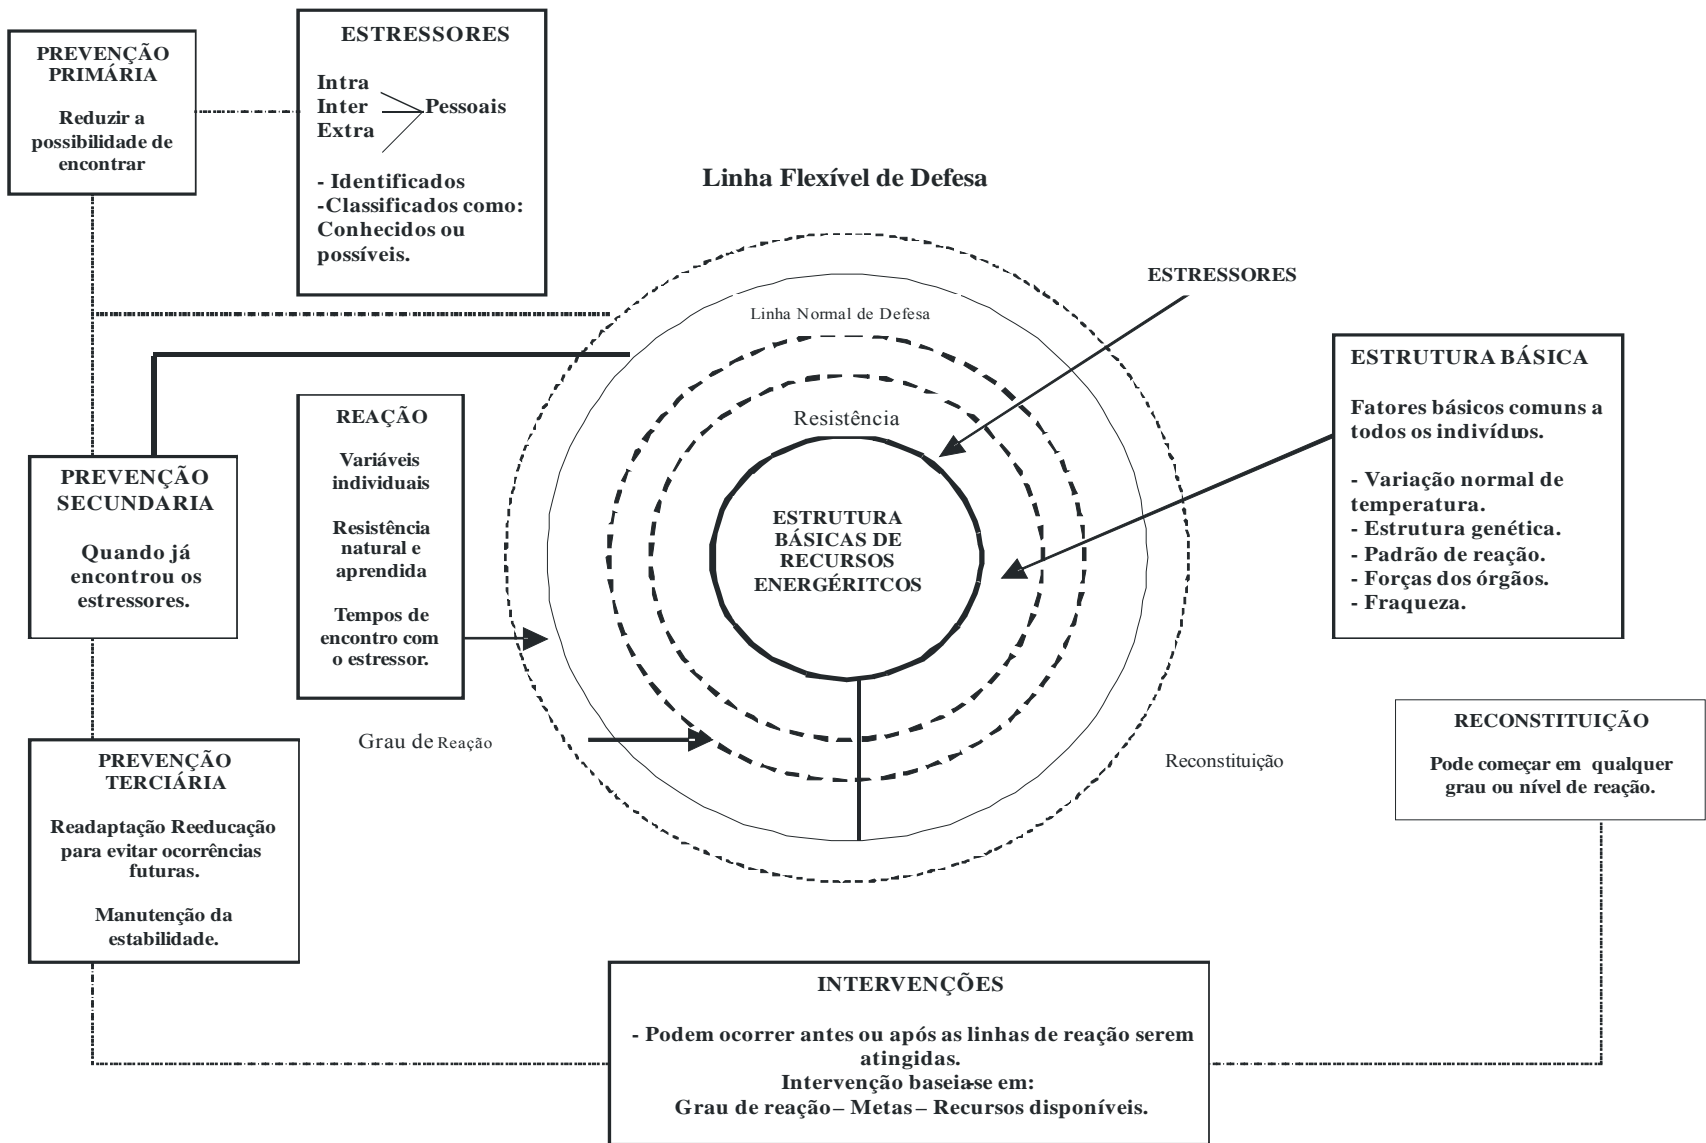 PREVENÇÃO
PRIMÁRIA
Reduzir a
possibilidade de
encontrar
ESTRESSORES
Intra
Inter
Extra
Pessoais
- Identificados
-Classificados como:
Conhecidos ou
possíveis.
Linha Flexível de Defesa
ESTRESSORES
Linha Normal de Defesa
Resistência
ESTRUTURA
BÁSICAS DE
RECURSOS
ENERGÉRITCOS
ESTRUTURA BÁSICA
Fatores básicos comuns a
todos os indivíduos.
- Variação normal de
temperatura.
- Estrutura genética.
- Padrão de reação.
- Forças dos órgãos.
- Fraqueza.
REAÇÃO
Variáveis
individuais
Resistência
natural e
aprendida
Tempos de
encontro com
o estressor.
PREVENÇÃO
SECUNDARIA
Quando já
encontrou os
estressores.
Grau de Reação
Reconstituição
RECONSTITUIÇÃO
Pode começar em qualquer
grau ou nível de reação.
PREVENÇÃO
TERCIÁRIA
Readaptação Reeducação
para evitar ocorrências
futuras.
Manutenção da
estabilidade.
INTERVENÇÕES
- Podem ocorrer antes ou após as linhas de reação serem
atingidas.
Intervenção baseia-se em:
Grau de reação – Metas – Recursos disponíveis.